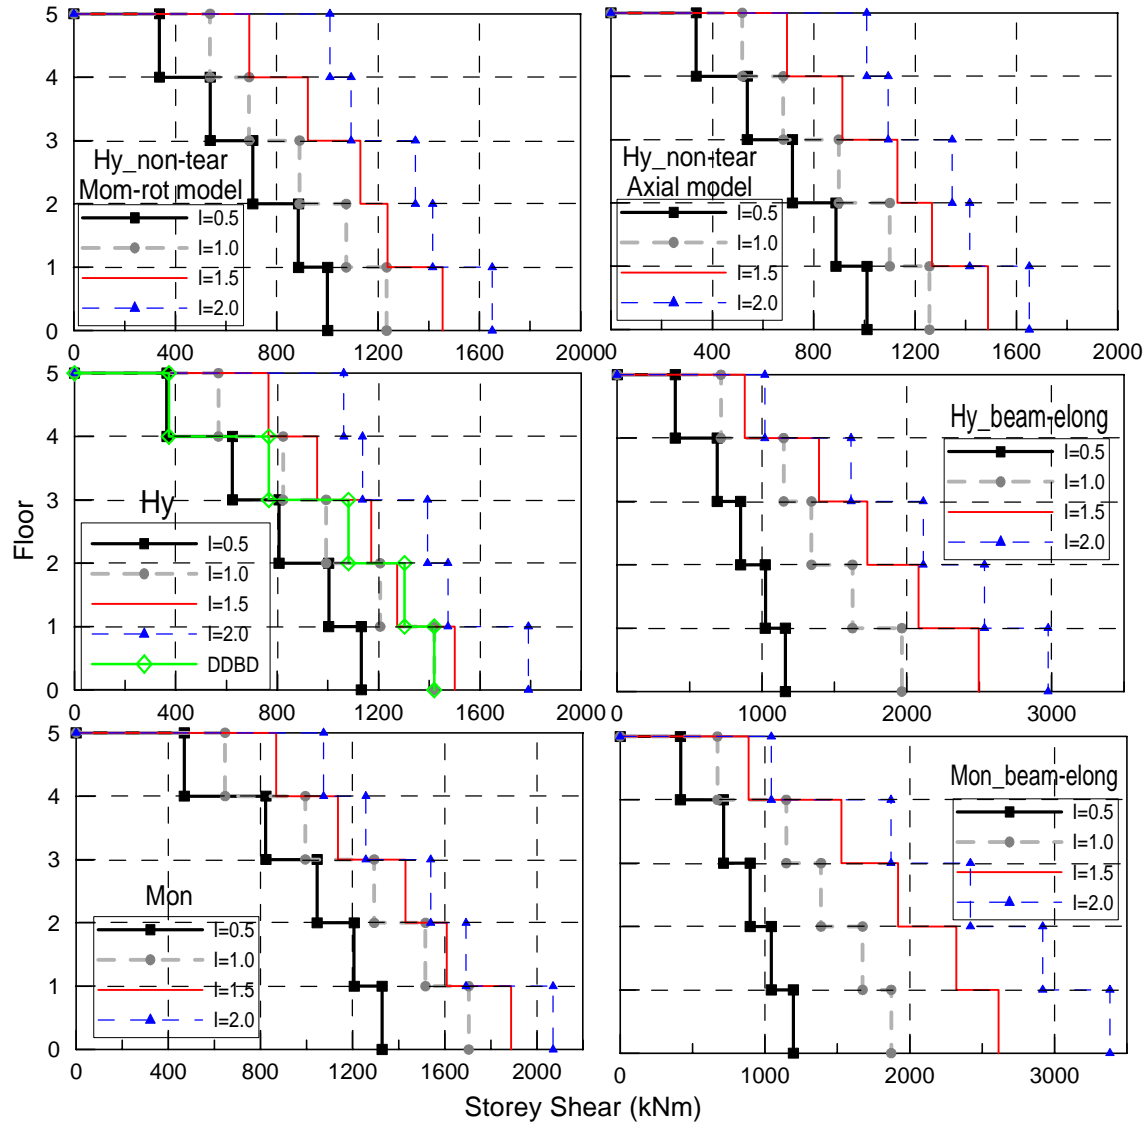 5
4
3
2
1
0
Hy_non-tear
Mom-rot model
I=0.5
I=1.0
I=1.5
I=2.0
0 400 800 1200 1600 2000
Hy_non-tear
Axial model
I=0.5
I=1.0
I=1.5
I=2.0
0 400 800 1200 1600 2000
Floor
5
4
3
2
1
0
Hy
I=0.5
I=1.0
I=1.5
I=2.0
DDBD
0 400 800 1200 1600 2000
Hy_beam-elong
I=0.5
I=1.0
I=1.5
I=2.0
0 1000 2000 3000
5
4
3
2
1
0
Mon
I=0.5
I=1.0
I=1.5
I=2.0
0 400 800 1200 1600 2000
Mon_beam-elong
I=0.5
I=1.0
I=1.5
I=2.0
0 1000 2000 3000
Storey Shear (kNm)